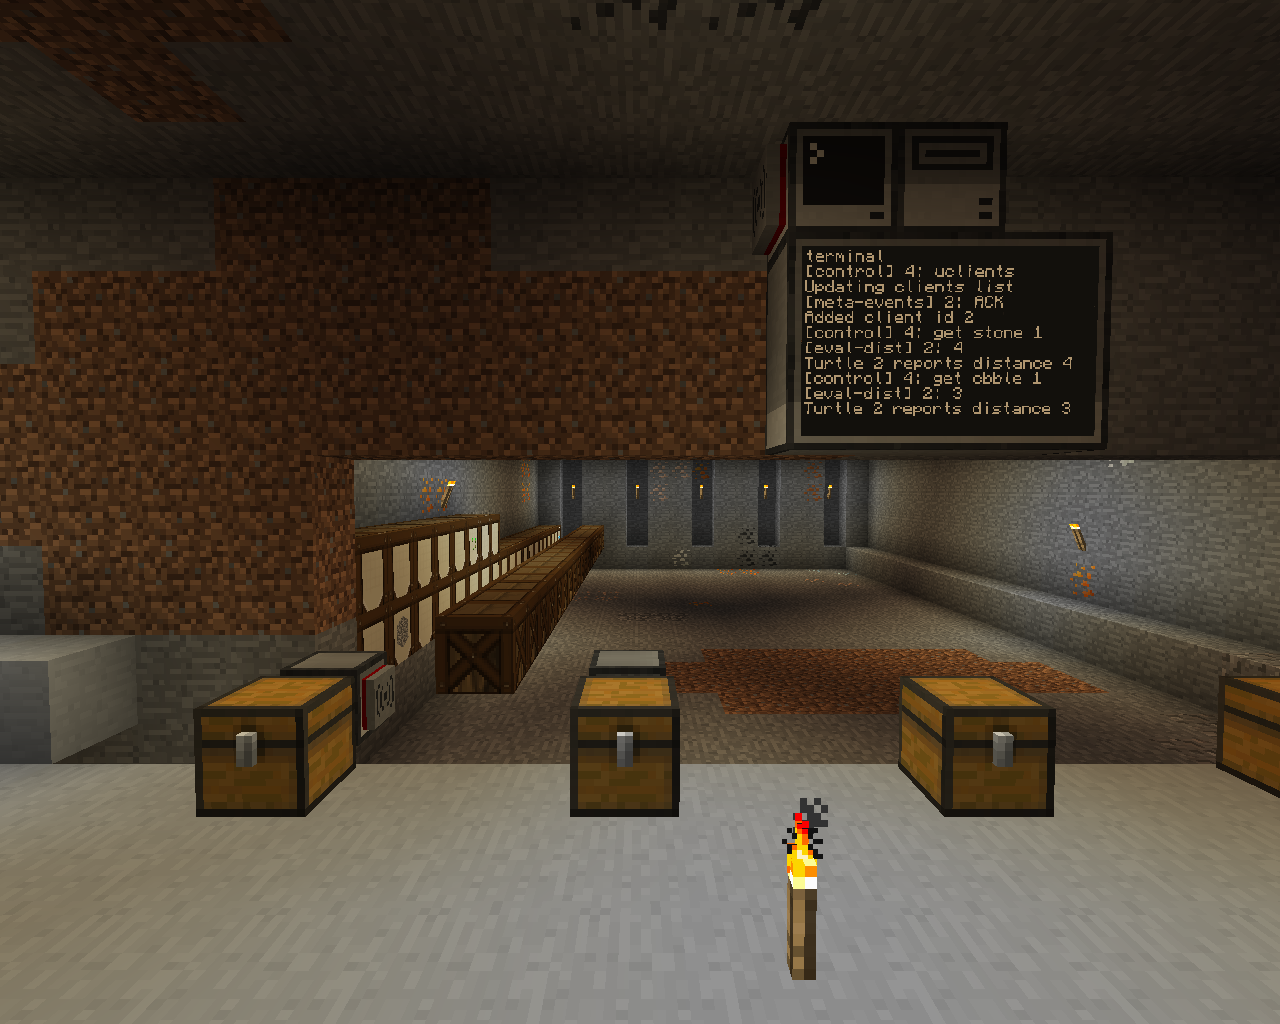 terminal
[control] 4: uclients
Updating clients list
[meta-events] 2: ACK
Added client id 2
[control] 4: get stone 1
[eval-dist] 2: 4
Turtle 2 reports distance 4
[control] 4: get cbble 1
[eval-dist] 2: 3
Turtle 2 reports distance 3